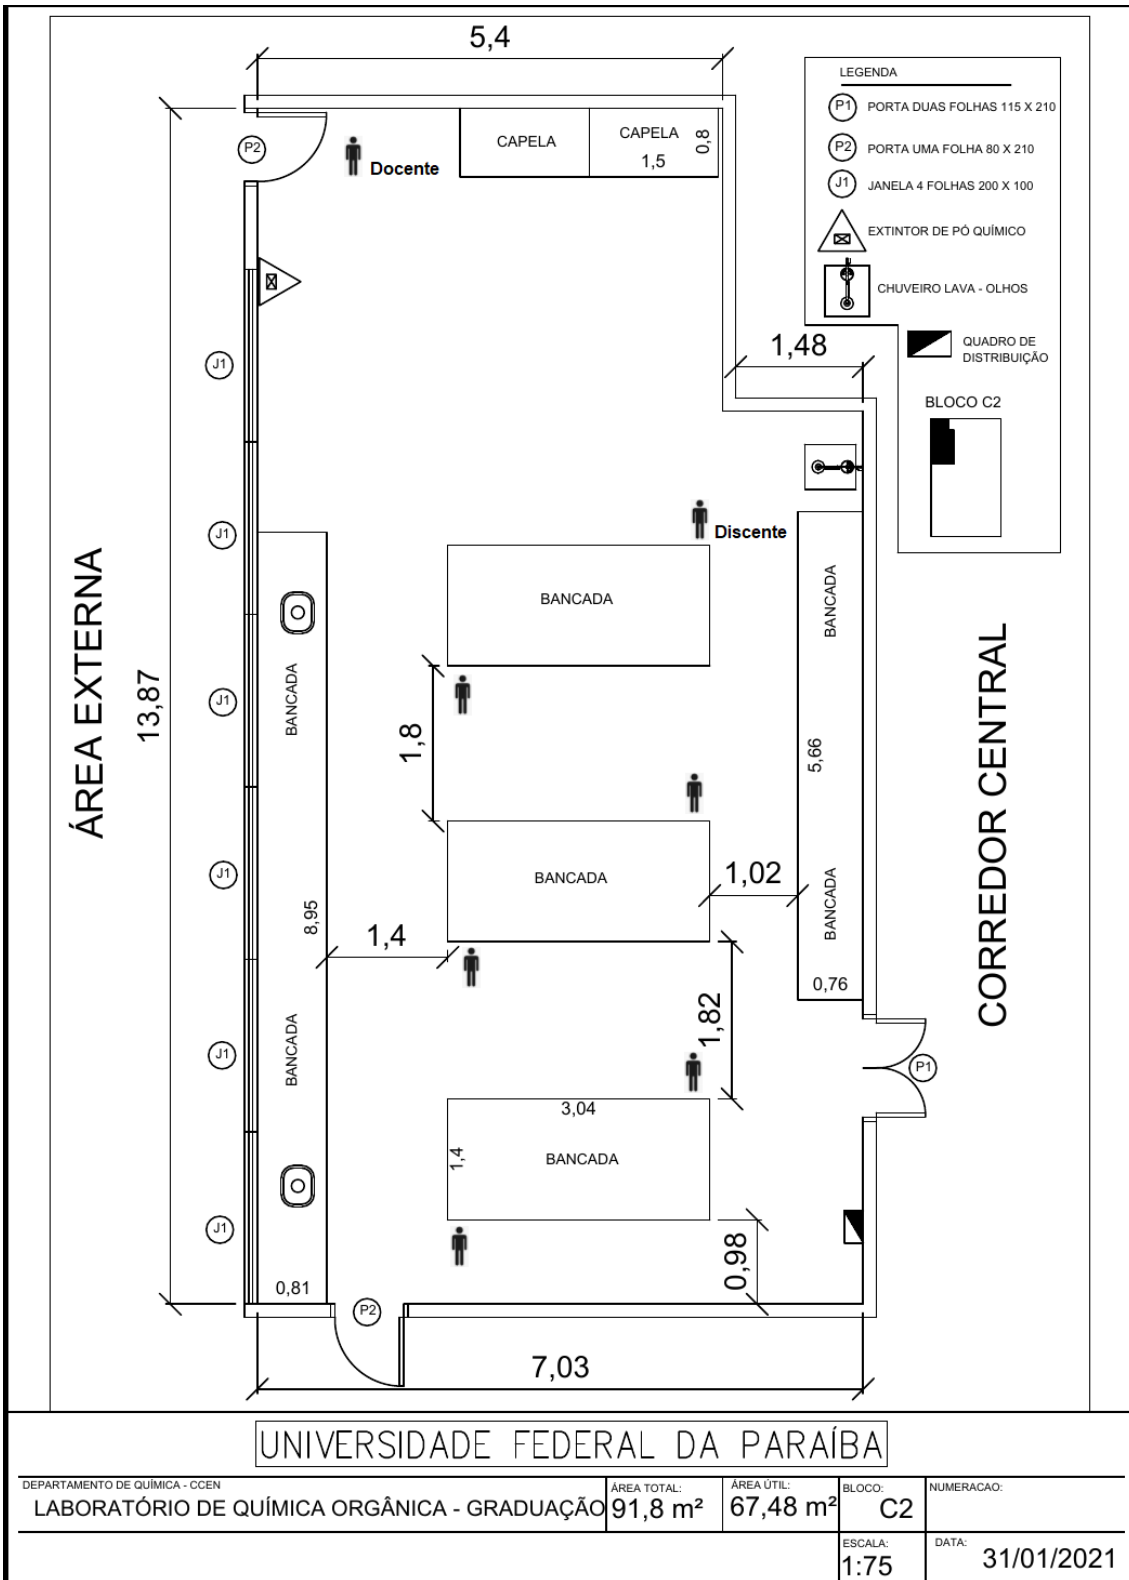 5,4
LEGENDA
P1 PORTA DUAS FOLHAS 115 X 210
P2 PORTA UMA FOLHA 80 X 210
J1 JANELA 4 FOLHAS 200 X 100
EXTINTOR DE PÓ QUÍMICO
CHUVEIRO LAVA - OLHOS
QUADRO DE
DISTRIBUIÇÃO
BLOCO C2
P2
Docente
CAPELA
CAPELA
1,5
0,8
1,48
J1
J1
J1
J1
J1
J1
Discente
ÁREA EXTERNA
13,87
BANCADA
8,95
BANCADA
0,81
BANCADA
1,8
BANCADA
1,4
1,02
1,82
3,04
1,4
BANCADA
0,98
BANCADA
5,66
BANCADA
0,76
CORREDOR CENTRAL
P1
P2
7,03
UNIVERSIDADE FEDERAL DA PARAÍBA
DEPARTAMENTO DE QUÍMICA - CCEN
LABORATÓRIO DE QUÍMICA ORGÂNICA - GRADUAÇÃO
ÁREA TOTAL:
91,8 m²
ÁREA ÚTIL:
67,48 m²
BLOCO:
C2
NUMERACAO:
ESCALA:
1:75
DATA:
31/01/2021